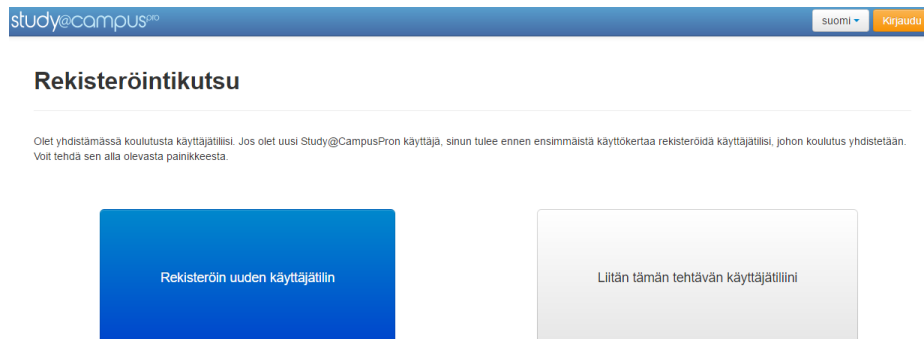 study@campuspro
suomi
Kirjaudu
Rekisteröintikutsu
Olet yhdistämässä koulutusta käyttäjätiliisi. Jos olet uusi Study@CampusPron käyttäjä, sinun tulee ennen ensimmäistä käyttökertaa rekisteröidä käyttäjätilisi, johon koulutus yhdistetään.
Voit tehdä sen alla olevasta painikkeesta.
Rekisteröin uuden käyttäjätilin
Liitän tämän tehtävän käyttäjätiliini